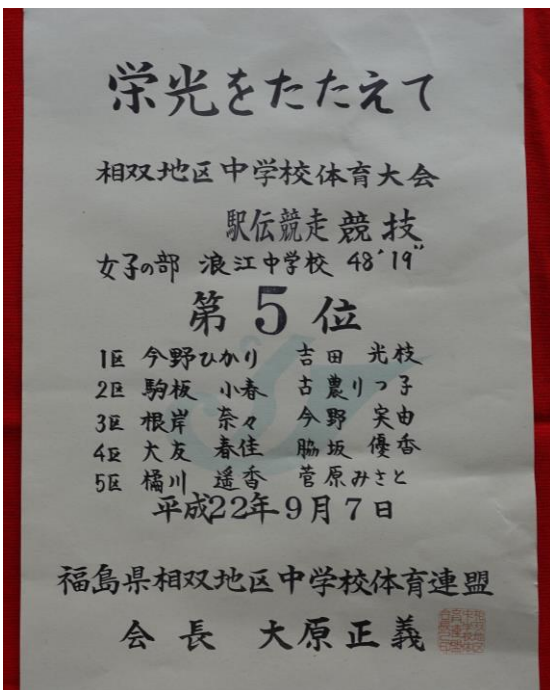 栄光をたたえて
相双地区中学校体育大会
駅伝競走 競技
女子の部 浪江中学校 48'19"
第5位
1区 今野ひかり 吉田 光枝
2区 駒板 小春 古農りつ子
3区 根岸 奈々 今野 実由
4区 大友 春佳 脇坂 優香
5区 橘川 遥香 菅原みさと
平成22年9月7日
福島県相双地区中学校体育連盟
会長 大原正義